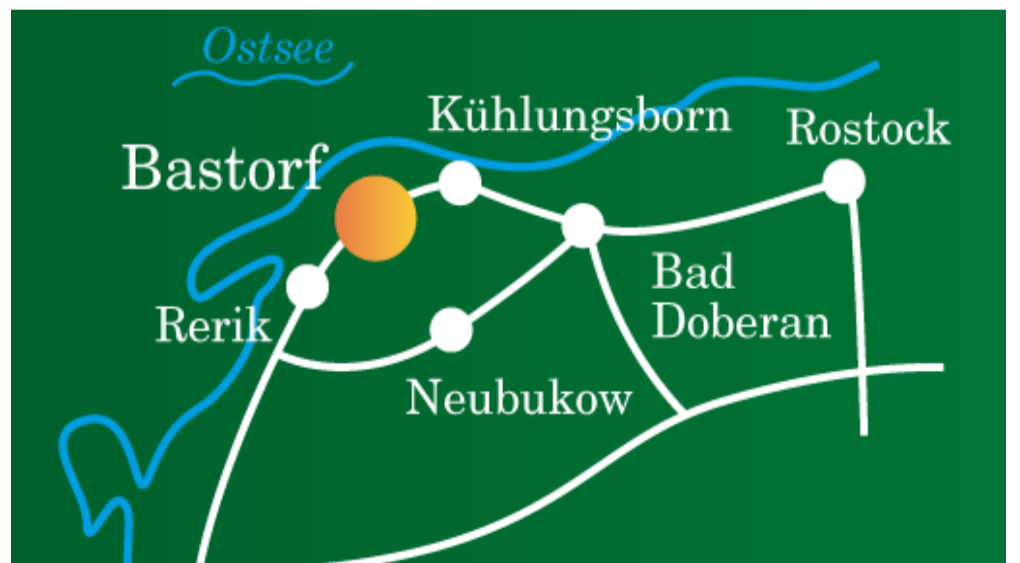 Ostsee
Kühlungsborn
Rostock
Bastorf
Bad
Doberan
Rerik
Neubukow